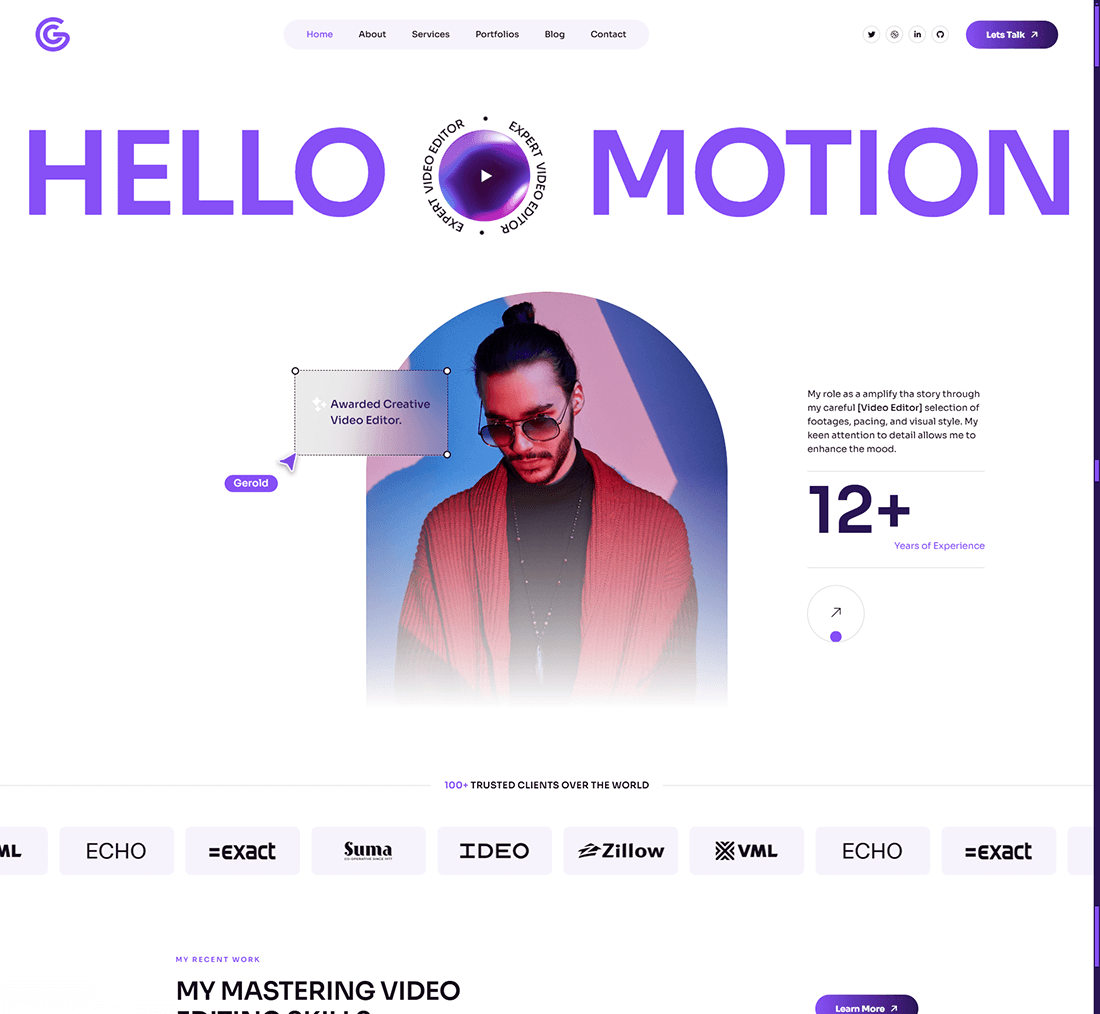 Home About Services Portfolios Blog Contact Lets Talk
HELLO MOTION
EXPERT VIDEO EDITOR • EXPERT VIDEO EDITOR •
Awarded Creative
Video Editor.
Gerold
My role as a amplify tha story through
my careful [Video Editor] selection of
footages, pacing, and visual style. My
keen attention to detail allows me to
enhance the mood.
12+
Years of Experience
100+ TRUSTED CLIENTS OVER THE WORLD
ML ECHO =exact Suma IDEO Zillow VML ECHO =exact
CO-OPERATIVE SINCE 1977
MY RECENT WORK
MY MASTERING VIDEO
EDITING SKILLS
Learn More